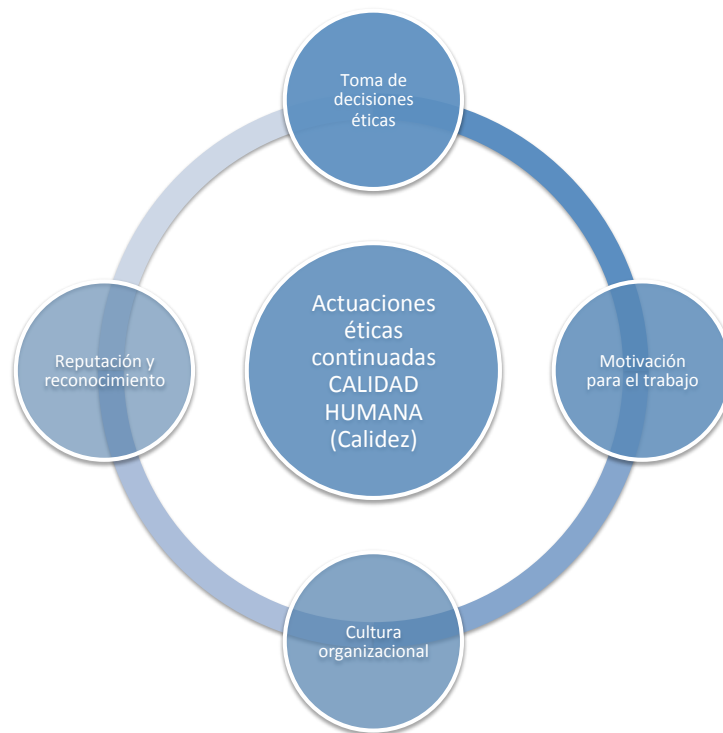 Toma de
decisiones
éticas
Actuaciones
éticas
continuadas
CALIDAD
HUMANA
(Calidez)
Reputación y
reconocimiento
Motivación
para el trabajo
Cultura
organizacional